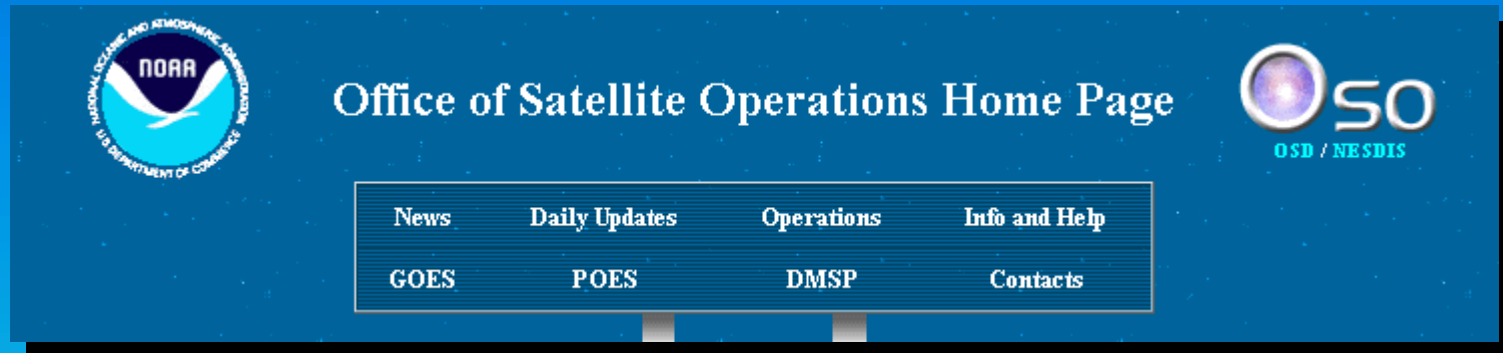 NATIONAL OCEANIC AND ATMOSPHERIC ADMINISTRATION
NOAA
U.S. DEPARTMENT OF COMMERCE
Office of Satellite Operations Home Page
OSO
OSD / NESDIS
News Daily Updates Operations Info and Help
GOES POES DMSP Contacts